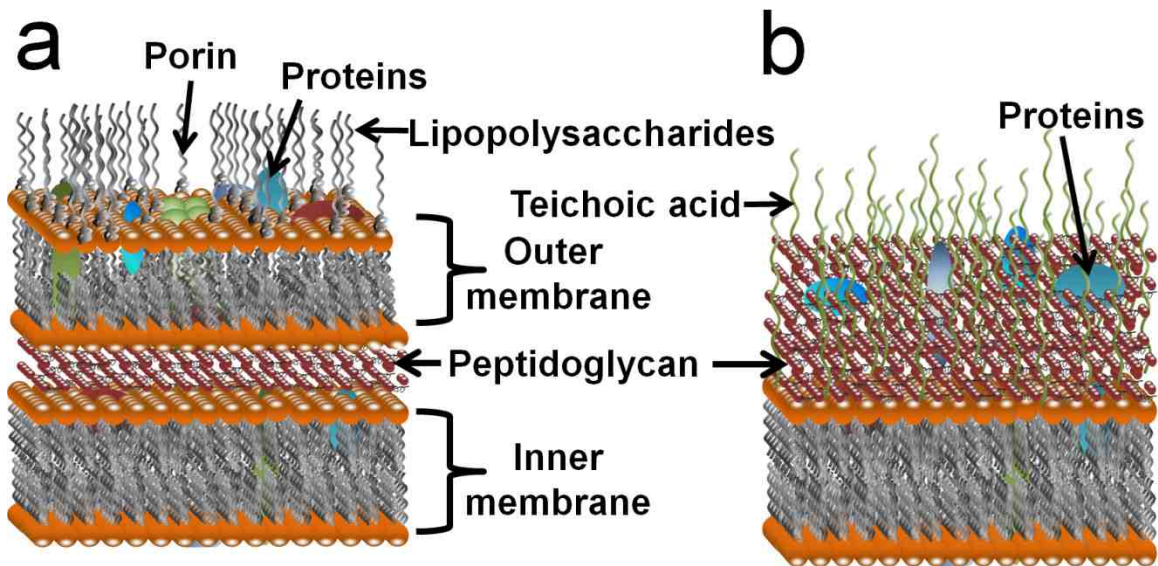 a
b
Porin
Proteins
Lipopolysaccharides
Proteins
Teichoic acid
Outer
membrane
Peptidoglycan
Inner
membrane